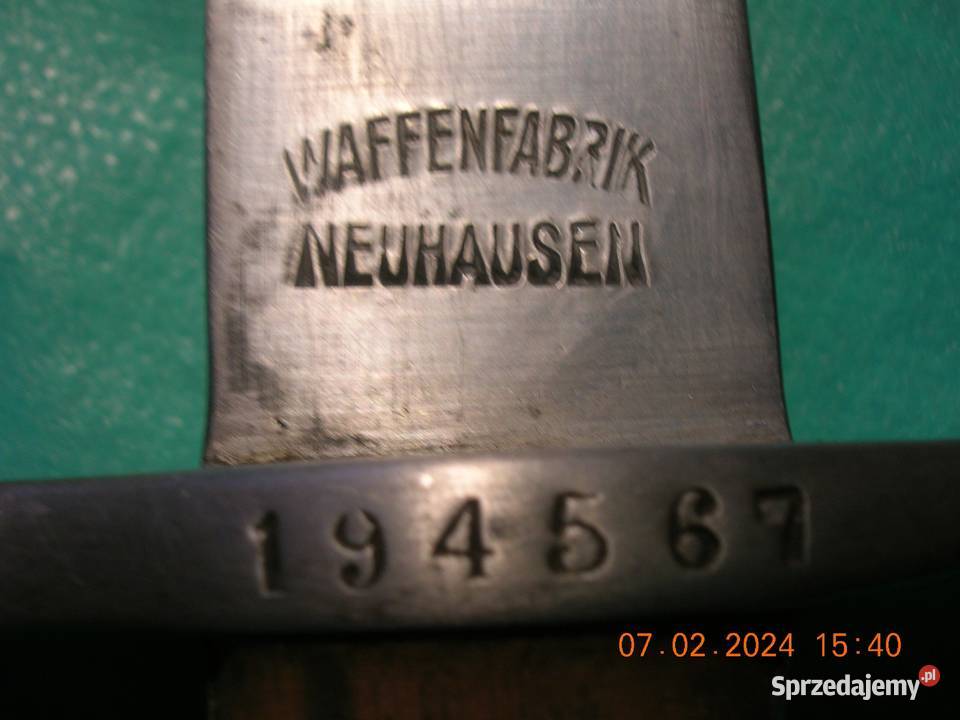 WAFFENFABRIK
NEUHAUSEN
194567
07.02.2024 15:40
Sprzedajemy.pl